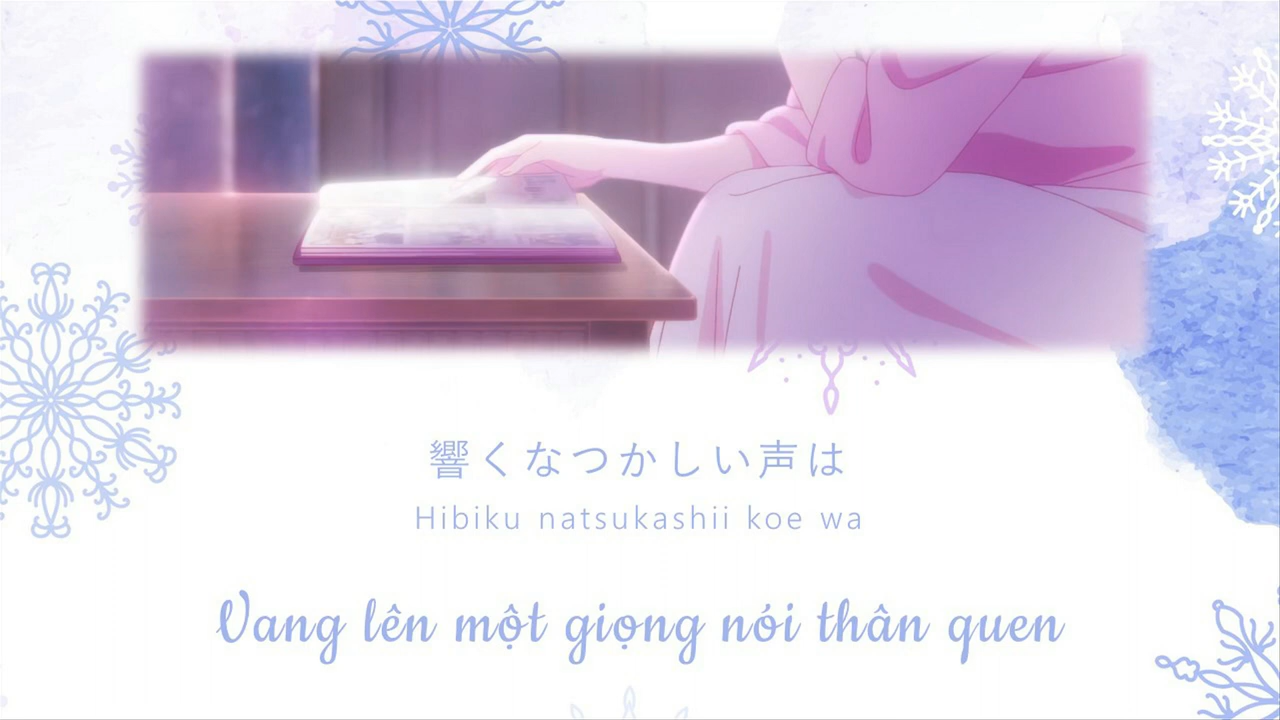 響くなつかしい声は
Hibiku natsukashii koe wa
Vang lên một giọng nói thân quen